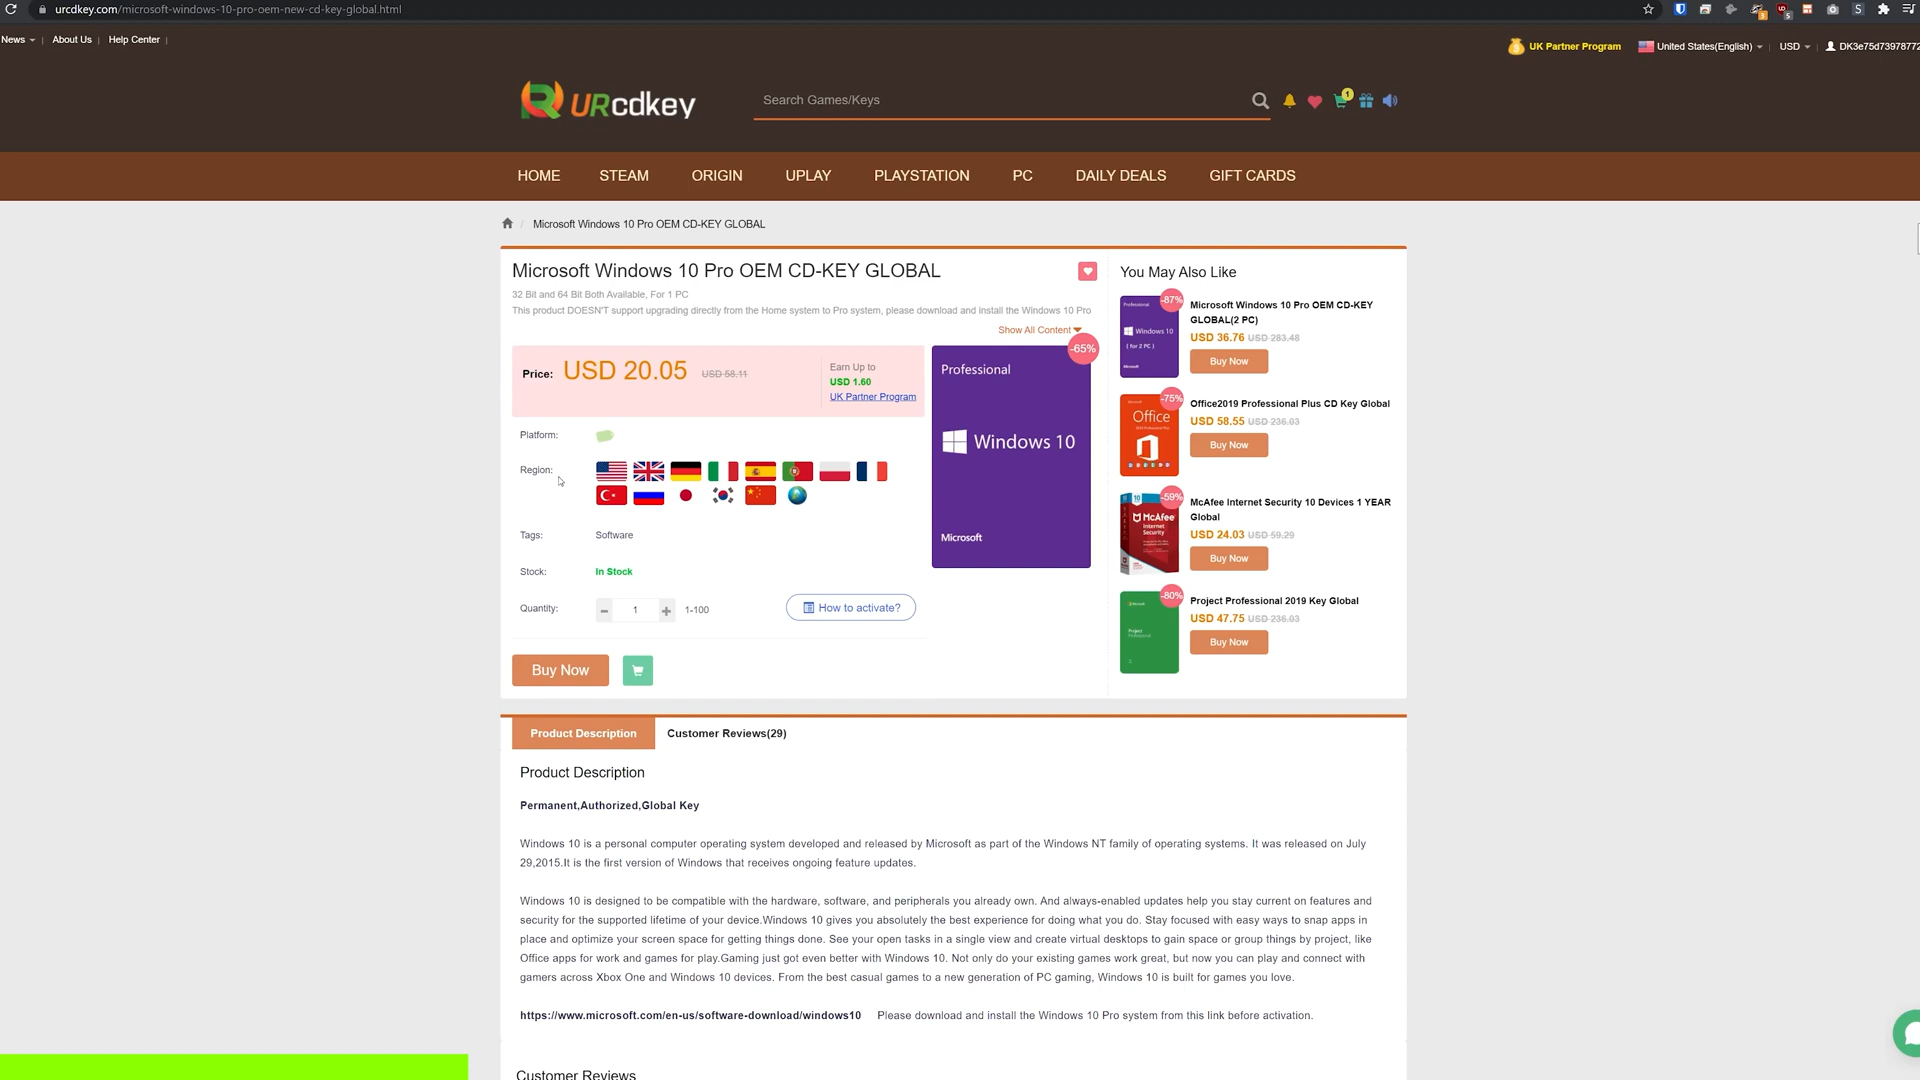 urcdkey.com/microsoft-windows-10-pro-oem-new-cd-key-global.html
News | About Us | Help Center |
UK Partner Program United States(English) | USD DK3e75d73978772
URcdkey
Search Games/Keys
1
HOME STEAM ORIGIN UPLAY PLAYSTATION PC DAILY DEALS GIFT CARDS
/ Microsoft Windows 10 Pro OEM CD-KEY GLOBAL
Microsoft Windows 10 Pro OEM CD-KEY GLOBAL
32 Bit and 64 Bit Both Available, For 1 PC
This product DOESN'T support upgrading directly from the Home system to Pro system, please download and install the Windows 10 Pro
Show All Content
Price: USD 20.05 USD 58.11
Earn Up to
USD 1.60
UK Partner Program
-65%
Professional
Windows 10
Microsoft
Platform:
Region:
Tags: Software
Stock: In Stock
Quantity: − 1 + 1-100
How to activate?
Buy Now
You May Also Like
-87%
Professional
Windows 10
( for 2 PC )
Microsoft
Microsoft Windows 10 Pro OEM CD-KEY
GLOBAL(2 PC)
USD 36.76 USD 283.48
Buy Now
-75%
Office
Office2019 Professional Plus CD Key Global
USD 58.55 USD 236.03
Buy Now
-59%
10
McAfee
Internet
Security
McAfee Internet Security 10 Devices 1 YEAR
Global
USD 24.03 USD 59.29
Buy Now
-80%
Project
Professional
Project Professional 2019 Key Global
USD 47.75 USD 236.03
Buy Now
Product Description Customer Reviews(29)
Product Description
Permanent,Authorized,Global Key
Windows 10 is a personal computer operating system developed and released by Microsoft as part of the Windows NT family of operating systems. It was released on July
29,2015.It is the first version of Windows that receives ongoing feature updates.
Windows 10 is designed to be compatible with the hardware, software, and peripherals you already own. And always-enabled updates help you stay current on features and
security for the supported lifetime of your device.Windows 10 gives you absolutely the best experience for doing what you do. Stay focused with easy ways to snap apps in
place and optimize your screen space for getting things done. See your open tasks in a single view and create virtual desktops to gain space or group things by project, like
Office apps for work and games for play.Gaming just got even better with Windows 10. Not only do your existing games work great, but now you can play and connect with
gamers across Xbox One and Windows 10 devices. From the best casual games to a new generation of PC gaming, Windows 10 is built for games you love.
https://www.microsoft.com/en-us/software-download/windows10 Please download and install the Windows 10 Pro system from this link before activation.
Customer Reviews